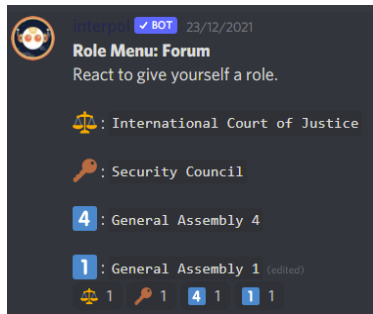 interpol ✓ BOT 23/12/2021
Role Menu: Forum
React to give yourself a role.
⚖️: International Court of Justice
🔑: Security Council
4️⃣: General Assembly 4
1️⃣: General Assembly 1 (edited)
⚖️ 1 🔑 1 4️⃣ 1 1️⃣ 1